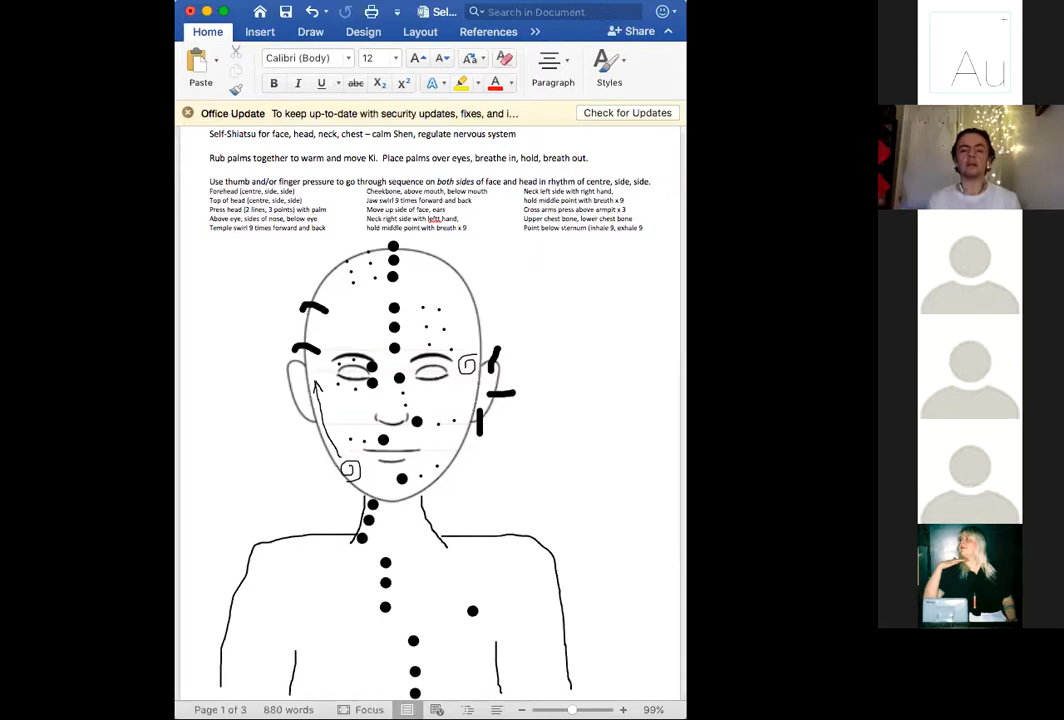 Sel...
Search in Document
Home Insert Draw Design Layout References Share
Paste
Calibri (Body) 12
A A Aa A
B I U abc X2 X2 A A
Paragraph Styles
Office Update To keep up-to-date with security updates, fixes, and i... Check for Updates
Self-Shiatsu for face, head, neck, chest – calm Shen, regulate nervous system
Rub palms together to warm and move Ki. Place palms over eyes, breathe in, hold, breath out.
Use thumb and/or finger pressure to go through sequence on both sides of face and head in rhythm of centre, side, side.
Forehead (centre, side, side)
Top of head (centre, side, side)
Press head (2 lines, 3 points) with palm
Above eye, sides of nose, below eye
Temple swirl 9 times forward and back
Cheekbone, above mouth, below mouth
Jaw swirl 9 times forward and back
Move up side of face, ears
Neck right side with leftt hand,
hold middle point with breath x 9
Neck left side with right hand,
hold middle point with breath x 9
Cross arms press above armpit x 3
Upper chest bone, lower chest bone
Point below sternum (inhale 9, exhale 9
Page 1 of 3 880 words Focus 99%
Au